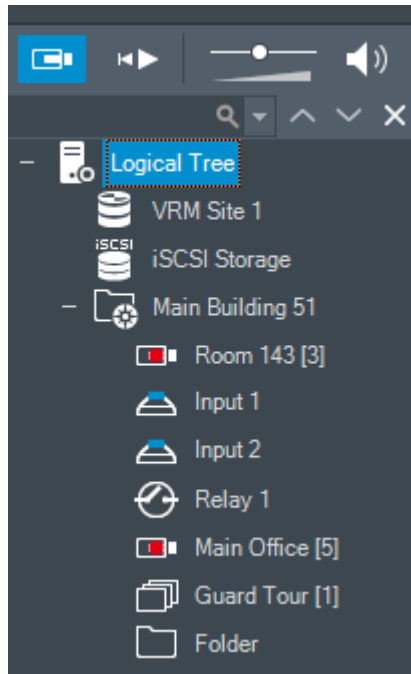 Logical Tree
VRM Site 1
iSCSI
iSCSI Storage
Main Building 51
Room 143 [3]
Input 1
Input 2
Relay 1
Main Office [5]
Guard Tour [1]
Folder